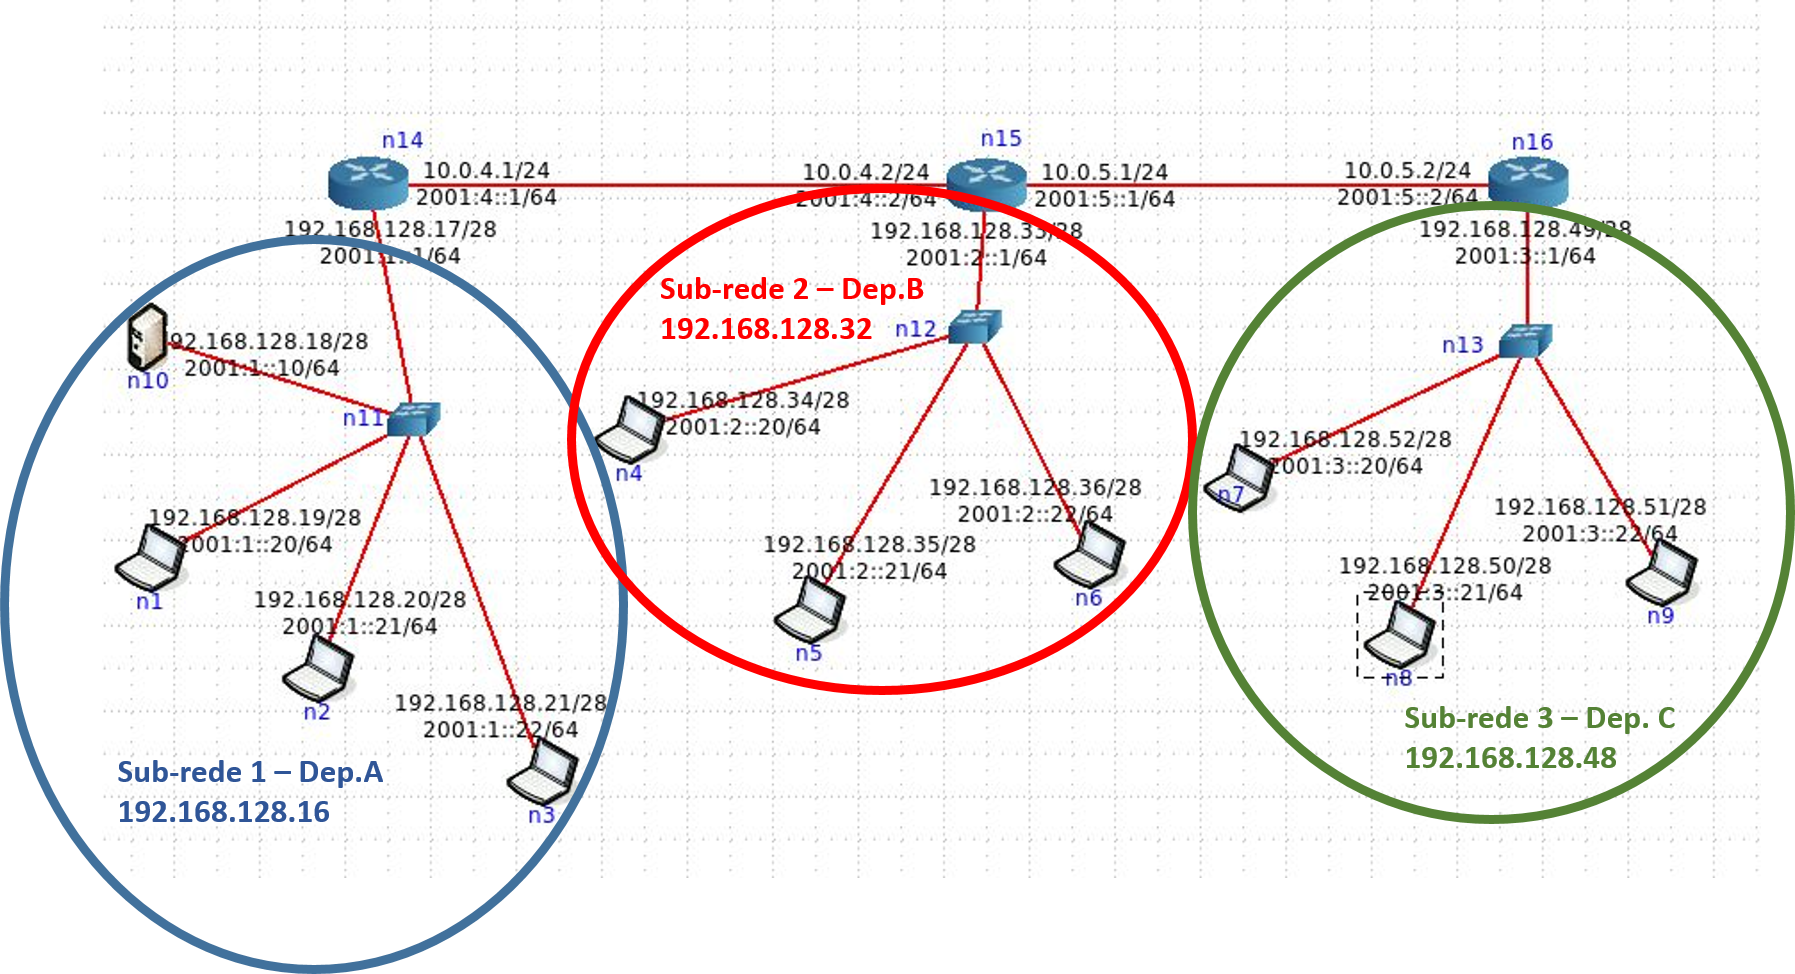 n14
n15
n16
10.0.4.1/24
2001:4::1/64
10.0.4.2/24
2001:4::2/64
10.0.5.1/24
2001:5::1/64
10.0.5.2/24
2001:5::2/64
192.168.128.17/28
2001:1::1/64
192.168.128.33/28
2001:2::1/64
192.168.128.49/28
2001:3::1/64
Sub-rede 2 – Dep.B
192.168.128.32
n12
n13
92.168.128.18/28
2001:1::10/64
n10
n11
192.168.128.34/28
2001:2::20/64
n4
192.168.128.52/28
2001:3::20/64
n7
192.168.128.36/28
2001:2::22/64
n6
192.168.128.51/28
2001:3::22/64
n9
192.168.128.19/28
2001:1::20/64
n1
192.168.128.35/28
2001:2::21/64
n5
192.168.128.50/28
2001:3::21/64
n8
192.168.128.20/28
2001:1::21/64
n2
192.168.128.21/28
2001:1::22/64
n3
Sub-rede 3 – Dep. C
192.168.128.48
Sub-rede 1 – Dep.A
192.168.128.16